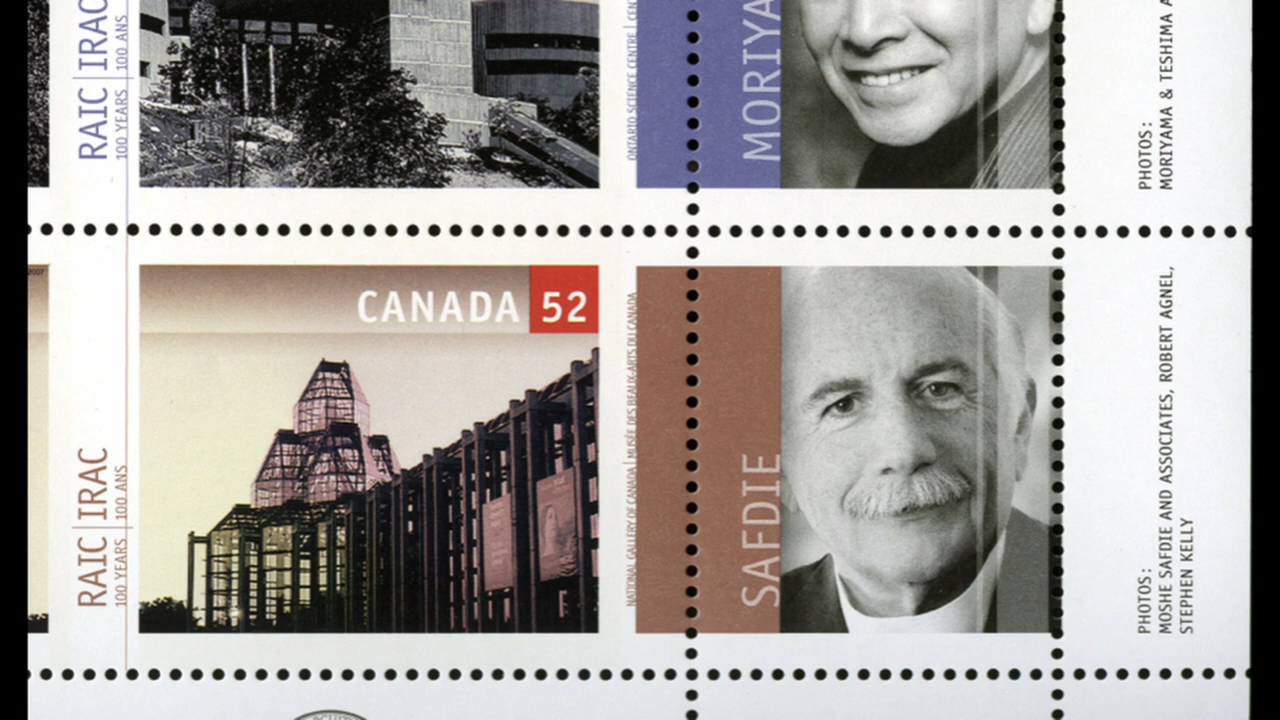 RAIC | IRAC
100 YEARS | 100 ANS
ONTARIO SCIENCE CENTRE |
MORIYA
PHOTOS:
MORIYAMA & TESHIMA
2007
CANADA 52
RAIC | IRAC
100 YEARS | 100 ANS
NATIONAL GALLERY OF CANADA | MUSÉE DES BEAUX-ARTS DU CANADA
SAFDIE
PHOTOS:
MOSHE SAFDIE AND ASSOCIATES, ROBERT AGNEL,
STEPHEN KELLY